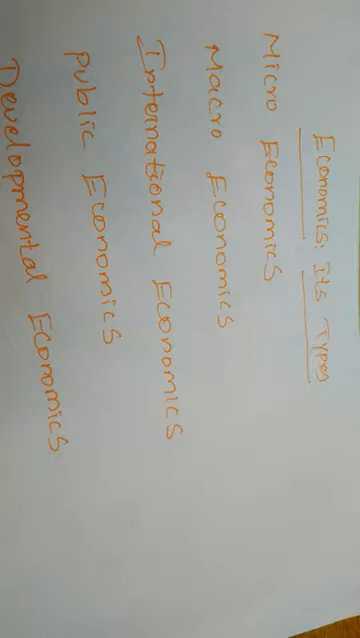 Economics: Its Types
Micro Economics
Macro Economics
International Economics
Public Economics
Developmental Economics.